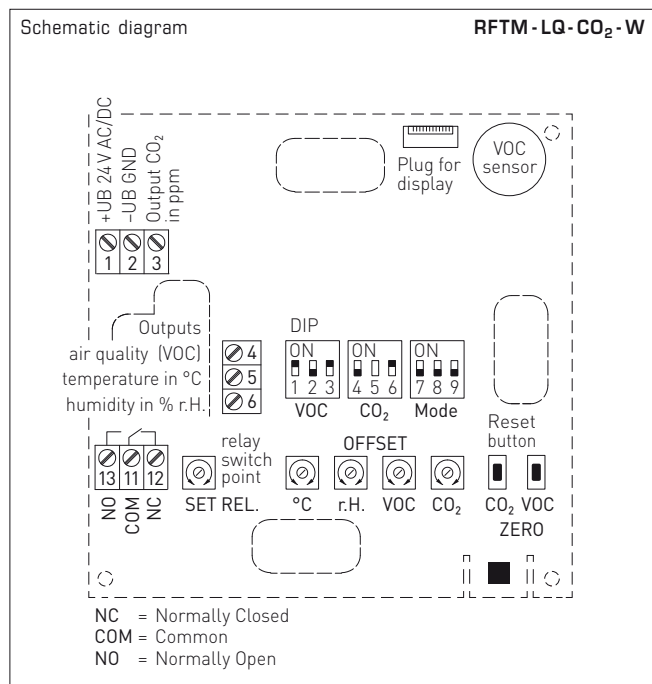 Schematic diagram
RFTM-LQ-CO₂-W
+UB 24 V AC/DC
–UB GND
Output CO₂
in ppm
1 2 3
Plug for
display
VOC
sensor
Outputs
air quality (VOC)
temperature in °C
humidity in % r.H.
4
5
6
DIP
ON
1 2 3
VOC
ON
4 5 6
CO₂
ON
7 8 9
Mode
13 11 12
NO
COM
NC
relay
switch
point
SET REL.
OFFSET
°C r.H. VOC CO₂
Reset
button
CO₂ VOC
ZERO
NC = Normally Closed
COM = Common
NO = Normally Open